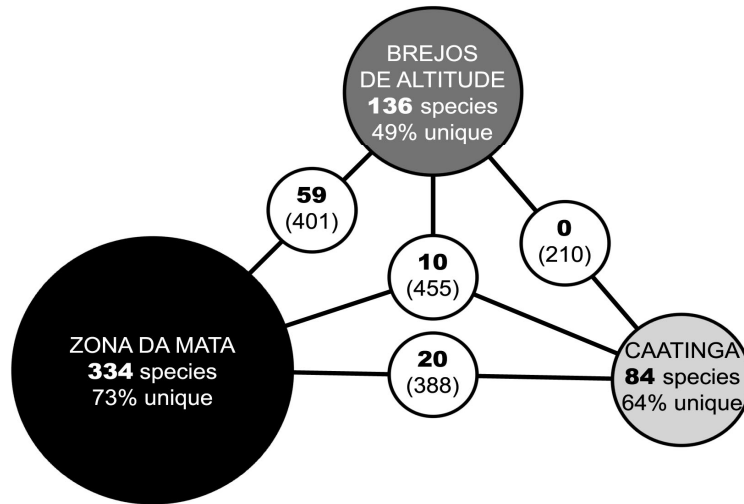 BREJOS
DE ALTITUDE
136 species
49% unique
59
(401)
0
(210)
10
(455)
ZONA DA MATA
334 species
73% unique
20
(388)
CAATINGA
84 species
64% unique